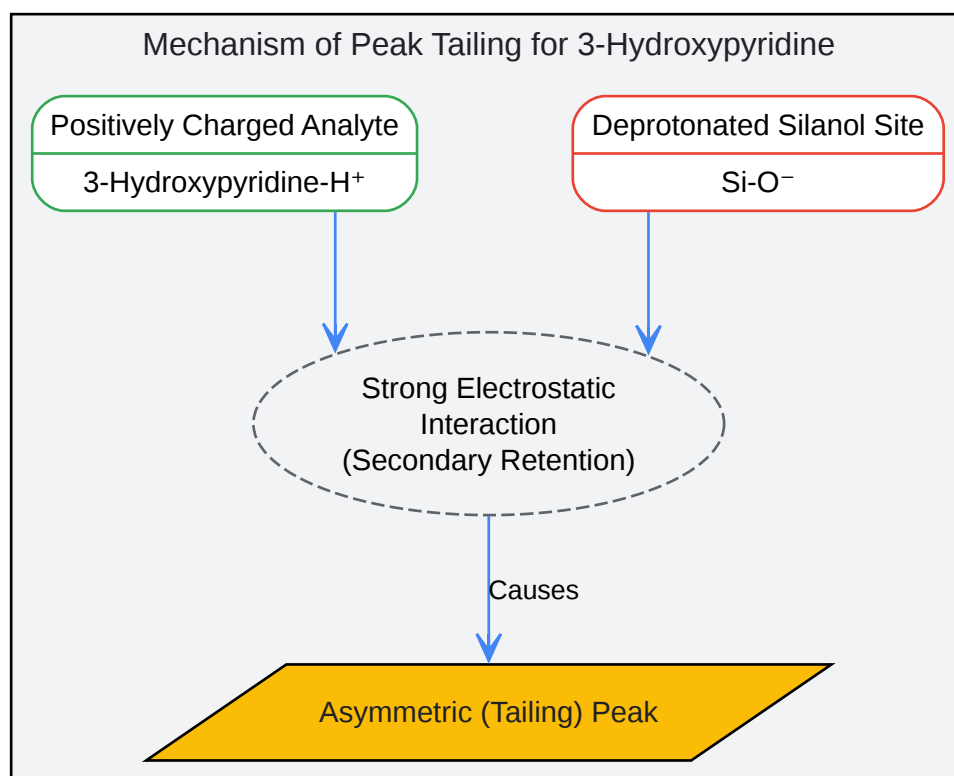 Mechanism of Peak Tailing for 3-Hydroxypyridine
Positively Charged Analyte
3-Hydroxypyridine-H⁺
Deprotonated Silanol Site
Si-O⁻
Strong Electrostatic
Interaction
(Secondary Retention)
Causes
Asymmetric (Tailing) Peak